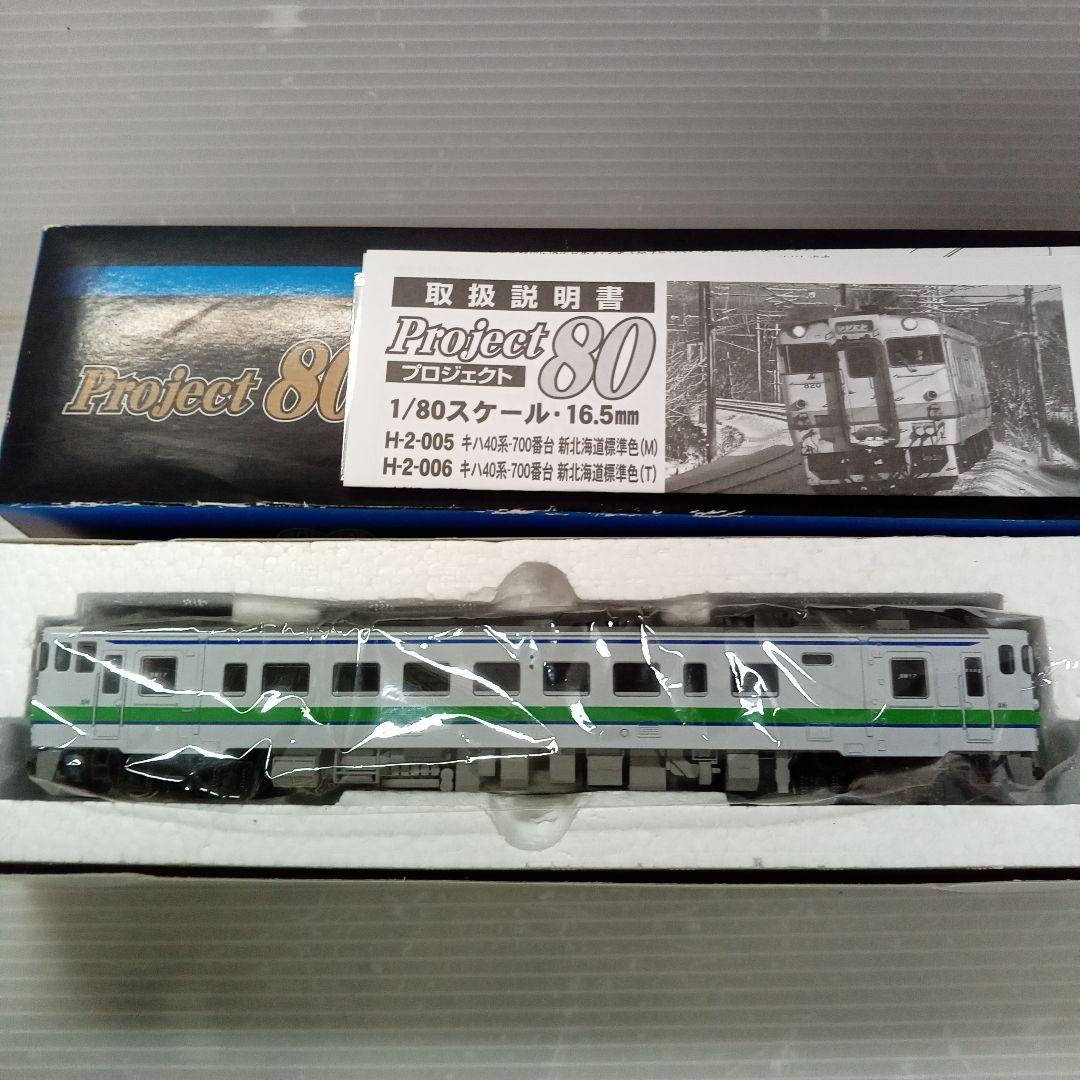 Project 80
取扱説明書
Project 80
プロジェクト
1/80スケール・16.5mm
H-2-005 キハ40系-700番台 新北海道標準色(M)
H-2-006 キハ40系-700番台 新北海道標準色(T)
820